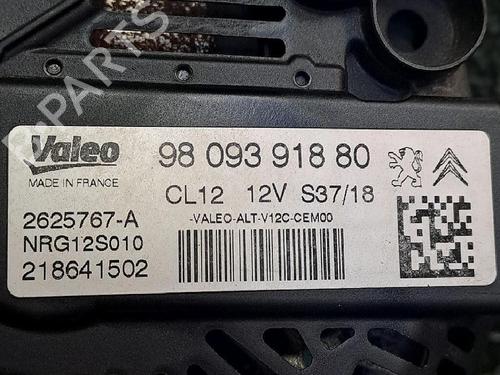 Valeo
MADE IN FRANCE
98 093 918 80
CL12 12V S37/18
-VALEO-ALT-V12C-CEM00
2625767-A
NRG12S010
218641502